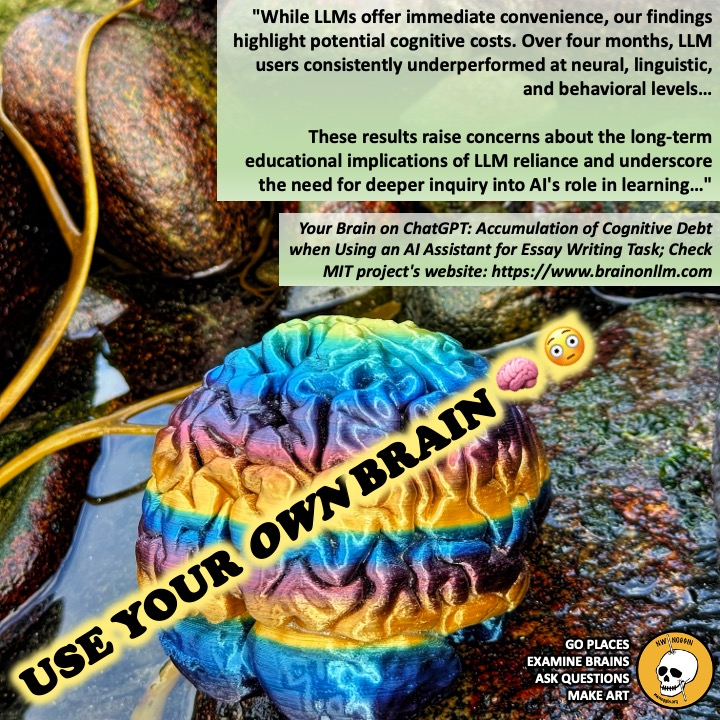 "While LLMs offer immediate convenience, our findings
highlight potential cognitive costs. Over four months, LLM
users consistently underperformed at neural, linguistic,
and behavioral levels…
These results raise concerns about the long-term
educational implications of LLM reliance and underscore
the need for deeper inquiry into AI's role in learning…"
Your Brain on ChatGPT: Accumulation of Cognitive Debt
when Using an AI Assistant for Essay Writing Task; Check
MIT project's website: https://www.brainonllm.com
USE YOUR OWN BRAIN 🧠 😳
GO PLACES
EXAMINE BRAINS
ASK QUESTIONS
MAKE ART
NW NOGGIN